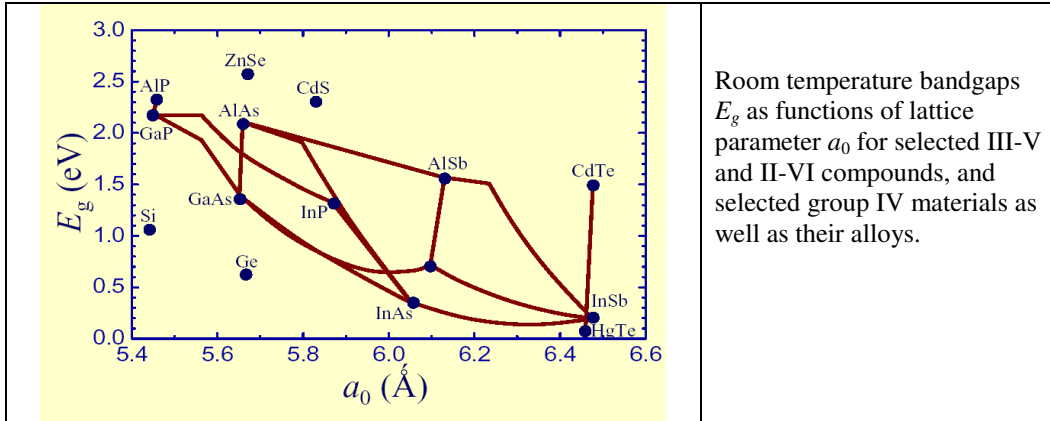 3.0
2.5
2.0
1.5
1.0
0.5
0.0
E_g (eV)
ZnSe
AlP
CdS
AlAs
GaP
AlSb
CdTe
GaAs
InP
Si
Ge
InAs
InSb
HgTe
5.4 5.6 5.8 6.0 6.2 6.4 6.6
a_0 (Å)
Room temperature bandgaps
E_g as functions of lattice
parameter a_0 for selected III-V
and II-VI compounds, and
selected group IV materials as
well as their alloys.